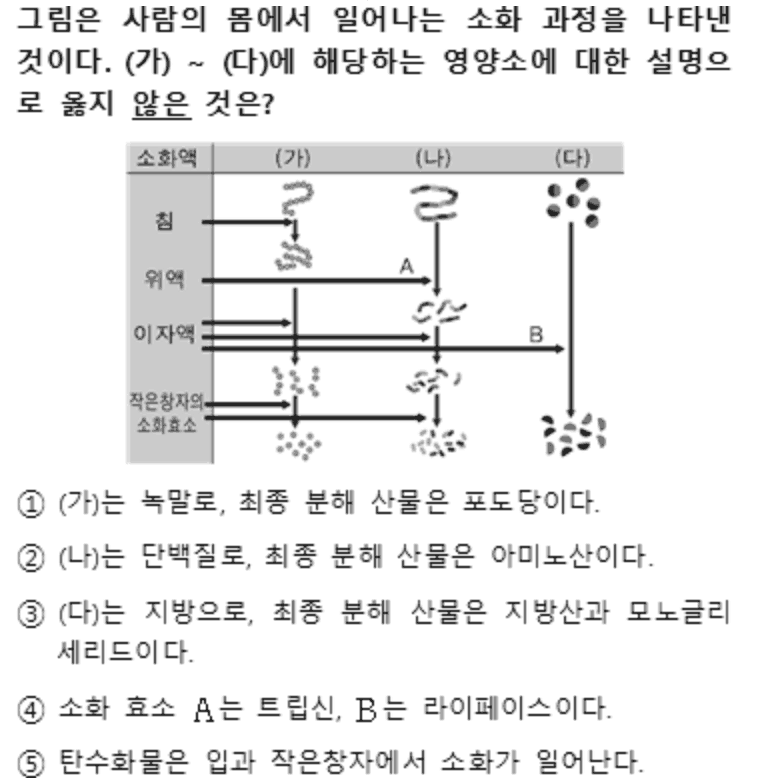 그림은 사람의 몸에서 일어나는 소화 과정을 나타낸
것이다. (가) ~ (다)에 해당하는 영양소에 대한 설명으
로 옳지 않은 것은?
소화액 (가) (나) (다)
침
위액 A
이자액 B
작은창자의
소화효소
① (가)는 녹말로, 최종 분해 산물은 포도당이다.
② (나)는 단백질로, 최종 분해 산물은 아미노산이다.
③ (다)는 지방으로, 최종 분해 산물은 지방산과 모노글리
세리드이다.
④ 소화 효소 A는 트립신, B는 라이페이스이다.
⑤ 탄수화물은 입과 작은창자에서 소화가 일어난다.